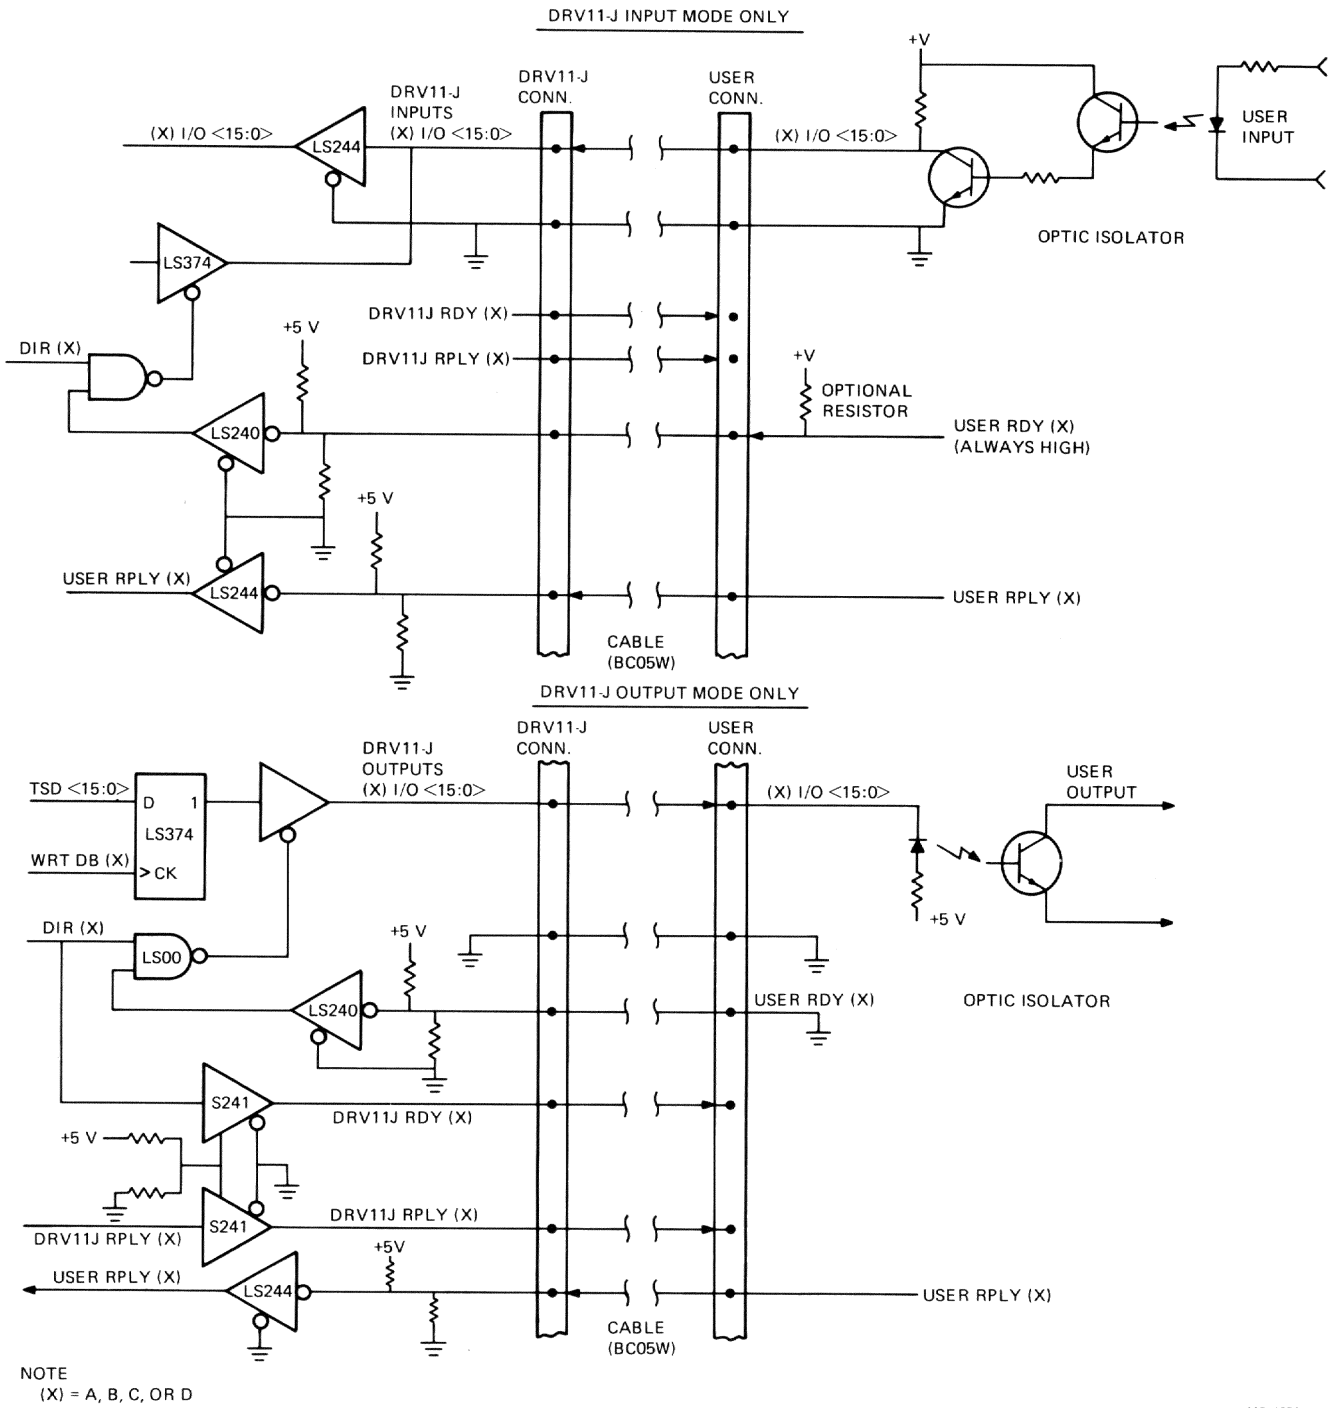 DRV11-J INPUT MODE ONLY
+V
DRV11-J
CONN.
USER
CONN.
DRV11-J
INPUTS
(X) I/O <15:0>
(X) I/O <15:0>
LS244
(X) I/O <15:0>
USER
INPUT
OPTIC ISOLATOR
LS374
DRV11J RDY (X)
+5 V
DIR (X)
DRV11J RPLY (X)
+V
OPTIONAL
RESISTOR
LS240
USER RDY (X)
(ALWAYS HIGH)
+5 V
USER RPLY (X)
LS244
USER RPLY (X)
CABLE
(BC05W)
DRV11-J OUTPUT MODE ONLY
DRV11-J
CONN.
USER
CONN.
DRV11-J
OUTPUTS
(X) I/O <15:0>
TSD <15:0>
D 1
LS374
WRT DB (X)
> CK
(X) I/O <15:0>
USER
OUTPUT
+5 V
DIR (X)
LS00
+5 V
LS240
USER RDY (X)
OPTIC ISOLATOR
S241
DRV11J RDY (X)
+5 V
S241
DRV11J RPLY (X)
DRV11J RPLY (X)
+5V
USER RPLY (X)
LS244
USER RPLY (X)
CABLE
(BC05W)
NOTE
(X) = A, B, C, OR D